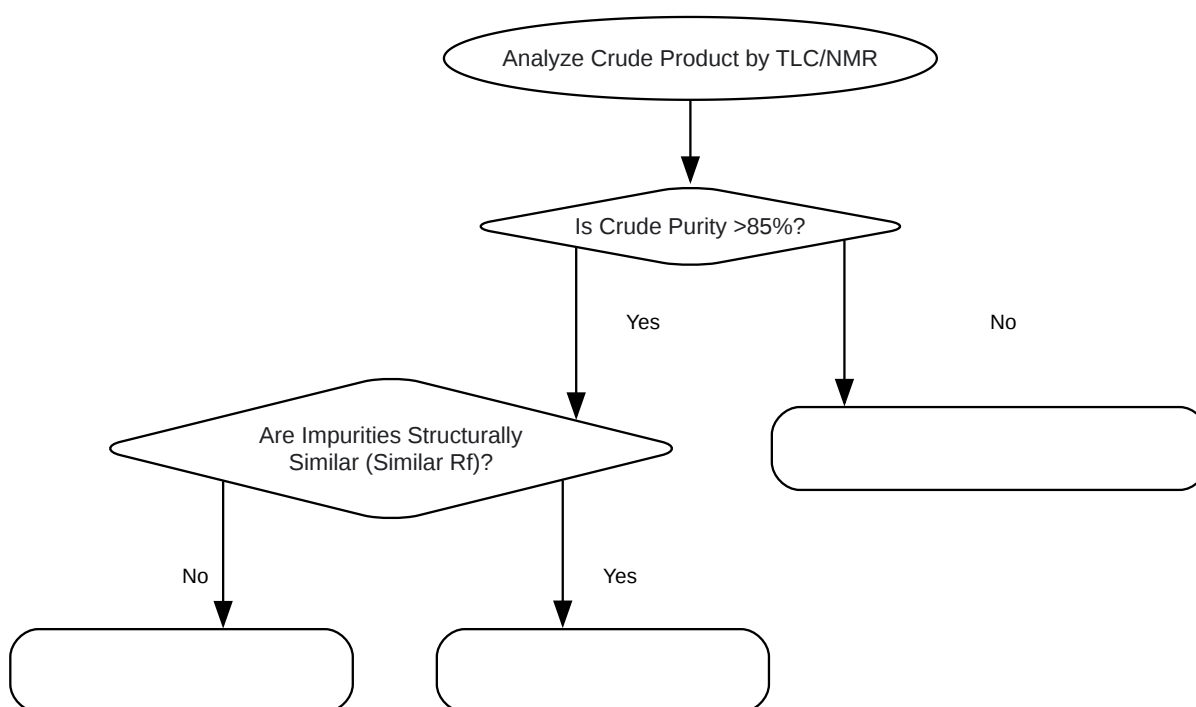 Analyze Crude Product by TLC/NMR
Is Crude Purity >85%?
Yes
No
Are Impurities Structurally
Similar (Similar Rf)?
No
Yes